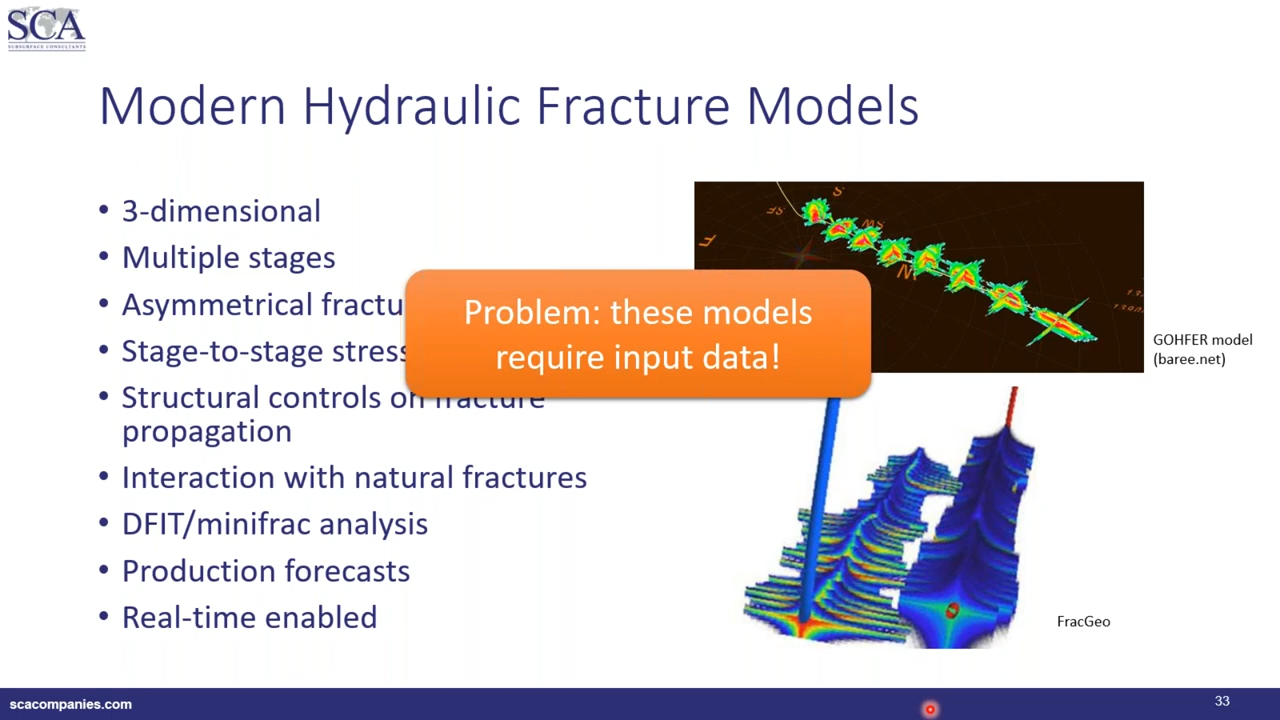 SCA
SUBSURFACE CONSULTANTS
Modern Hydraulic Fracture Models
• 3-dimensional
• Multiple stages
• Asymmetrical fractu
• Stage-to-stage stress
• Structural controls on fracture
propagation
• Interaction with natural fractures
• DFIT/minifrac analysis
• Production forecasts
• Real-time enabled
Problem: these models
require input data!
S
SE
SW
N
GOHFER model
(baree.net)
FracGeo
scacompanies.com
33